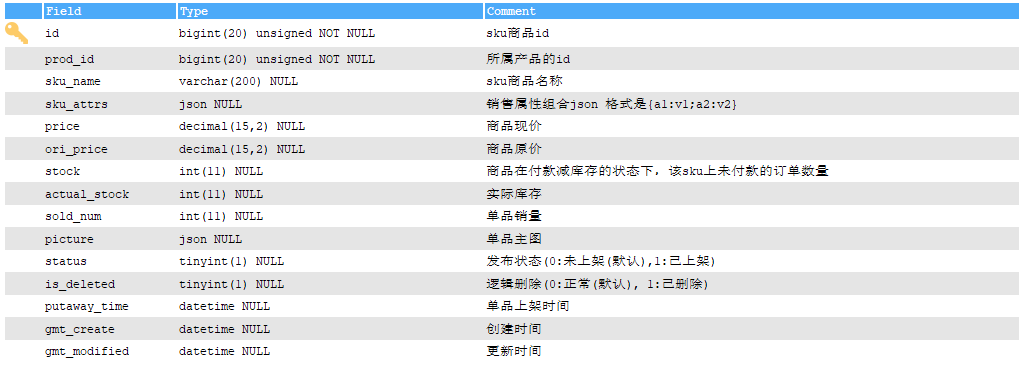 Field Type Comment
id bigint(20) unsigned NOT NULL sku商品id
prod_id bigint(20) unsigned NOT NULL 所属产品的id
sku_name varchar(200) NULL sku商品名称
sku_attrs json NULL 销售属性组合json 格式是{a1:v1;a2:v2}
price decimal(15,2) NULL 商品现价
ori_price decimal(15,2) NULL 商品原价
stock int(11) NULL 商品在付款减库存的状态下，该sku上未付款的订单数量
actual_stock int(11) NULL 实际库存
sold_num int(11) NULL 单品销量
picture json NULL 单品主图
status tinyint(1) NULL 发布状态(0:未上架(默认),1:已上架)
is_deleted tinyint(1) NULL 逻辑删除(0:正常(默认), 1:已删除)
putaway_time datetime NULL 单品上架时间
gmt_create datetime NULL 创建时间
gmt_modified datetime NULL 更新时间